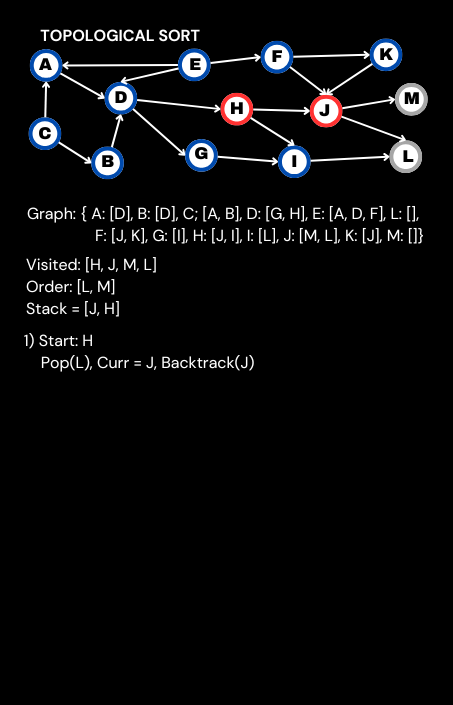 TOPOLOGICAL SORT
A
E
F
K
D
H
J
M
C
B
G
I
L
Graph: { A: [D], B: [D], C; [A, B], D: [G, H], E: [A, D, F], L: [],
F: [J, K], G: [I], H: [J, I], I: [L], J: [M, L], K: [J], M: []}
Visited: [H, J, M, L]
Order: [L, M]
Stack = [J, H]
1) Start: H
Pop(L), Curr = J, Backtrack(J)